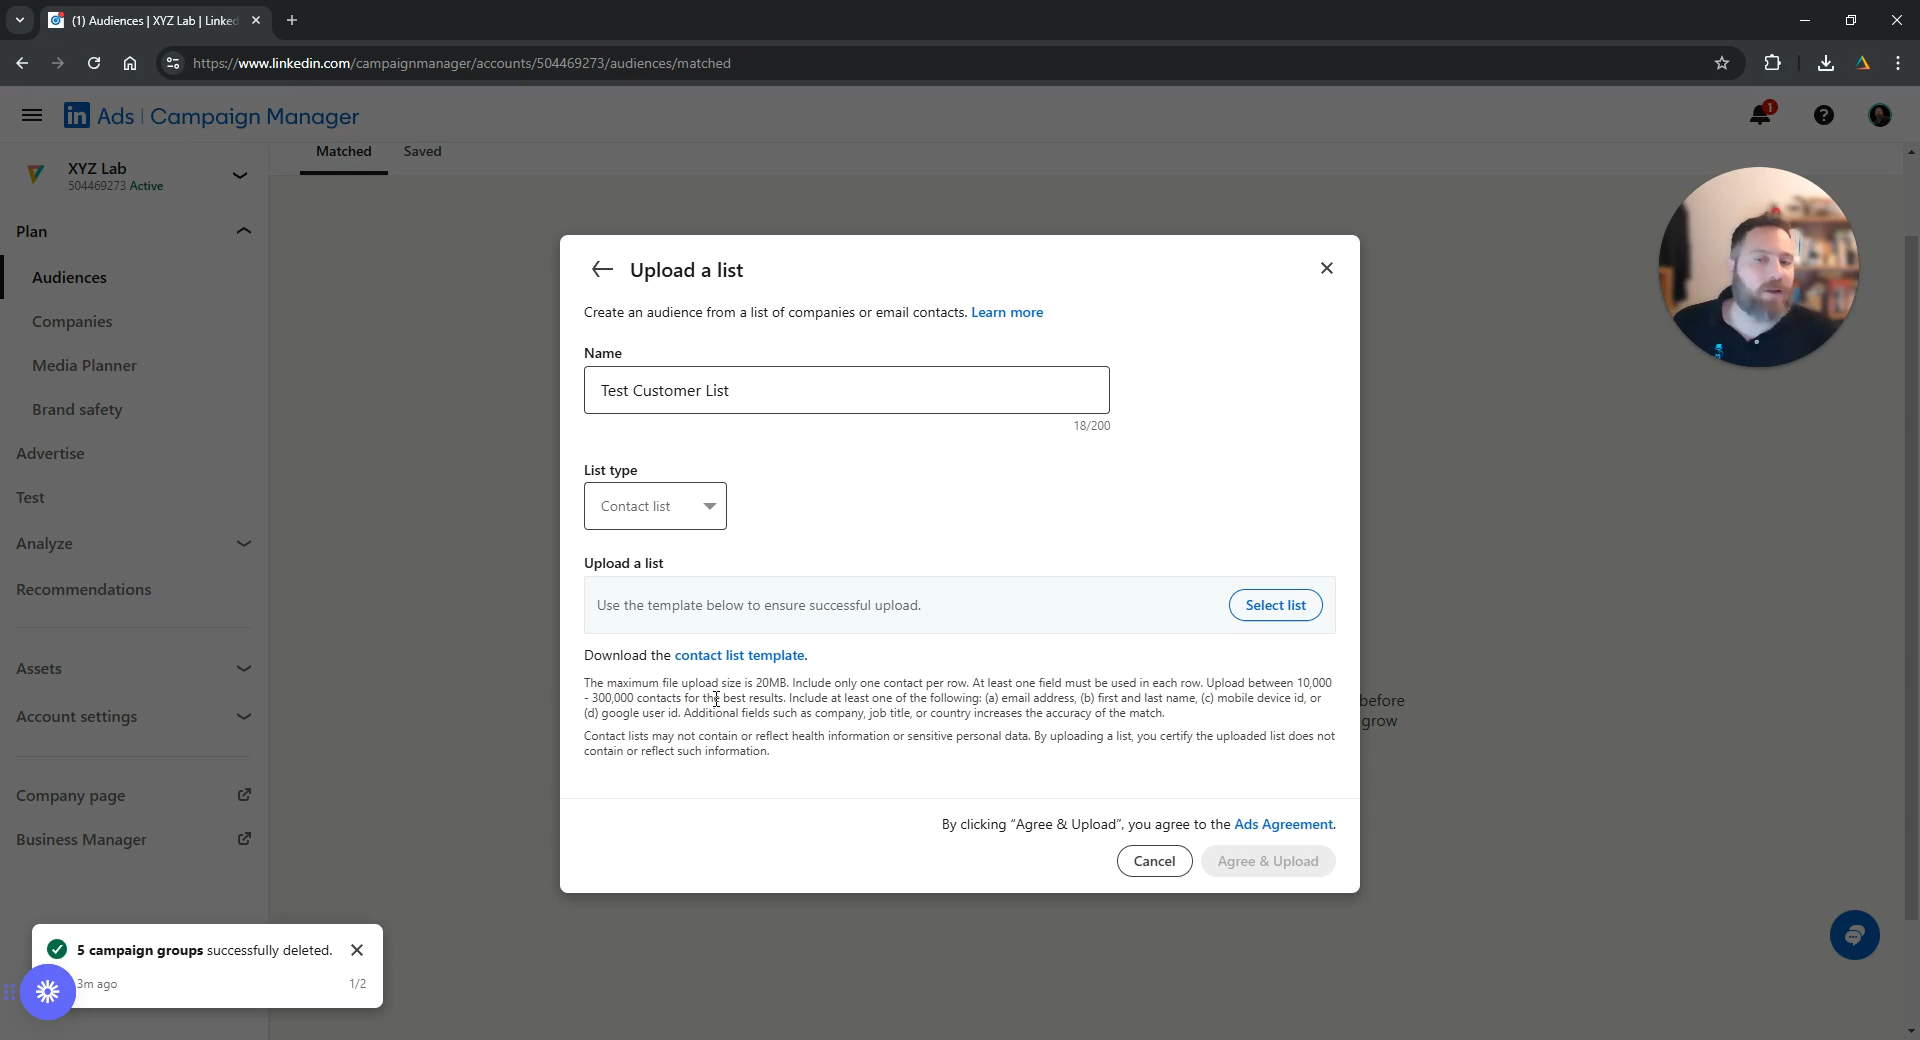 (1) Audiences | XYZ Lab | Linked
https://www.linkedin.com/campaignmanager/accounts/504469273/audiences/matched
in Ads | Campaign Manager
1
?
XYZ Lab
504469273 Active
Matched
Saved
Plan
Audiences
Companies
Media Planner
Brand safety
Advertise
Test
Analyze
Recommendations
Assets
Account settings
Company page
Business Manager
Upload a list
Create an audience from a list of companies or email contacts. Learn more
Name
Test Customer List
18/200
List type
Contact list
Upload a list
Use the template below to ensure successful upload.
Select list
Download the contact list template.
The maximum file upload size is 20MB. Include only one contact per row. At least one field must be used in each row. Upload between 10,000
- 300,000 contacts for the best results. Include at least one of the following: (a) email address, (b) first and last name, (c) mobile device id, or
(d) google user id. Additional fields such as company, job title, or country increases the accuracy of the match.
Contact lists may not contain or reflect health information or sensitive personal data. By uploading a list, you certify the uploaded list does not
contain or reflect such information.
before
grow
By clicking “Agree & Upload”, you agree to the Ads Agreement.
Cancel
Agree & Upload
5 campaign groups successfully deleted.
3m ago
1/2